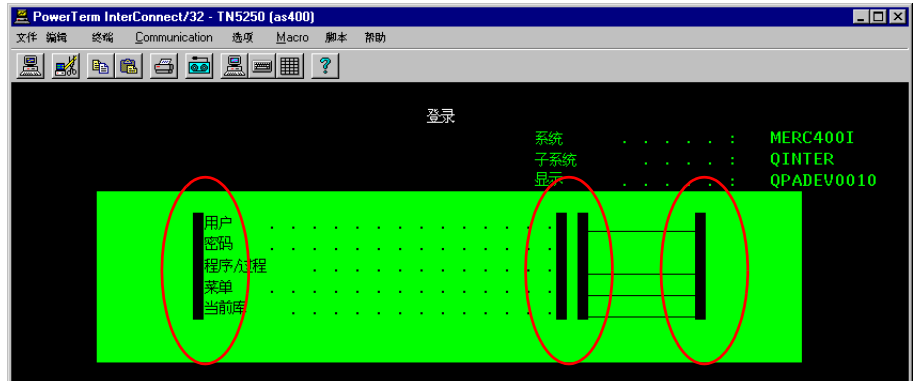 PowerTerm InterConnect/32 - TN5250 (as400)
文件 编辑 终端 Communication 选项 Macro 脚本 帮助
登录
系统 . . . . . : MERC400I
子系统 . . . . : QINTER
显示 . . . . . : QPADEV0010
用户 . . . . . . . . . . . . . .
密码 . . . . . . . . . . . . . .
程序/过程 . . . . . . . . . . . .
菜单 . . . . . . . . . . . . . .
当前库 . . . . . . . . . . . . .